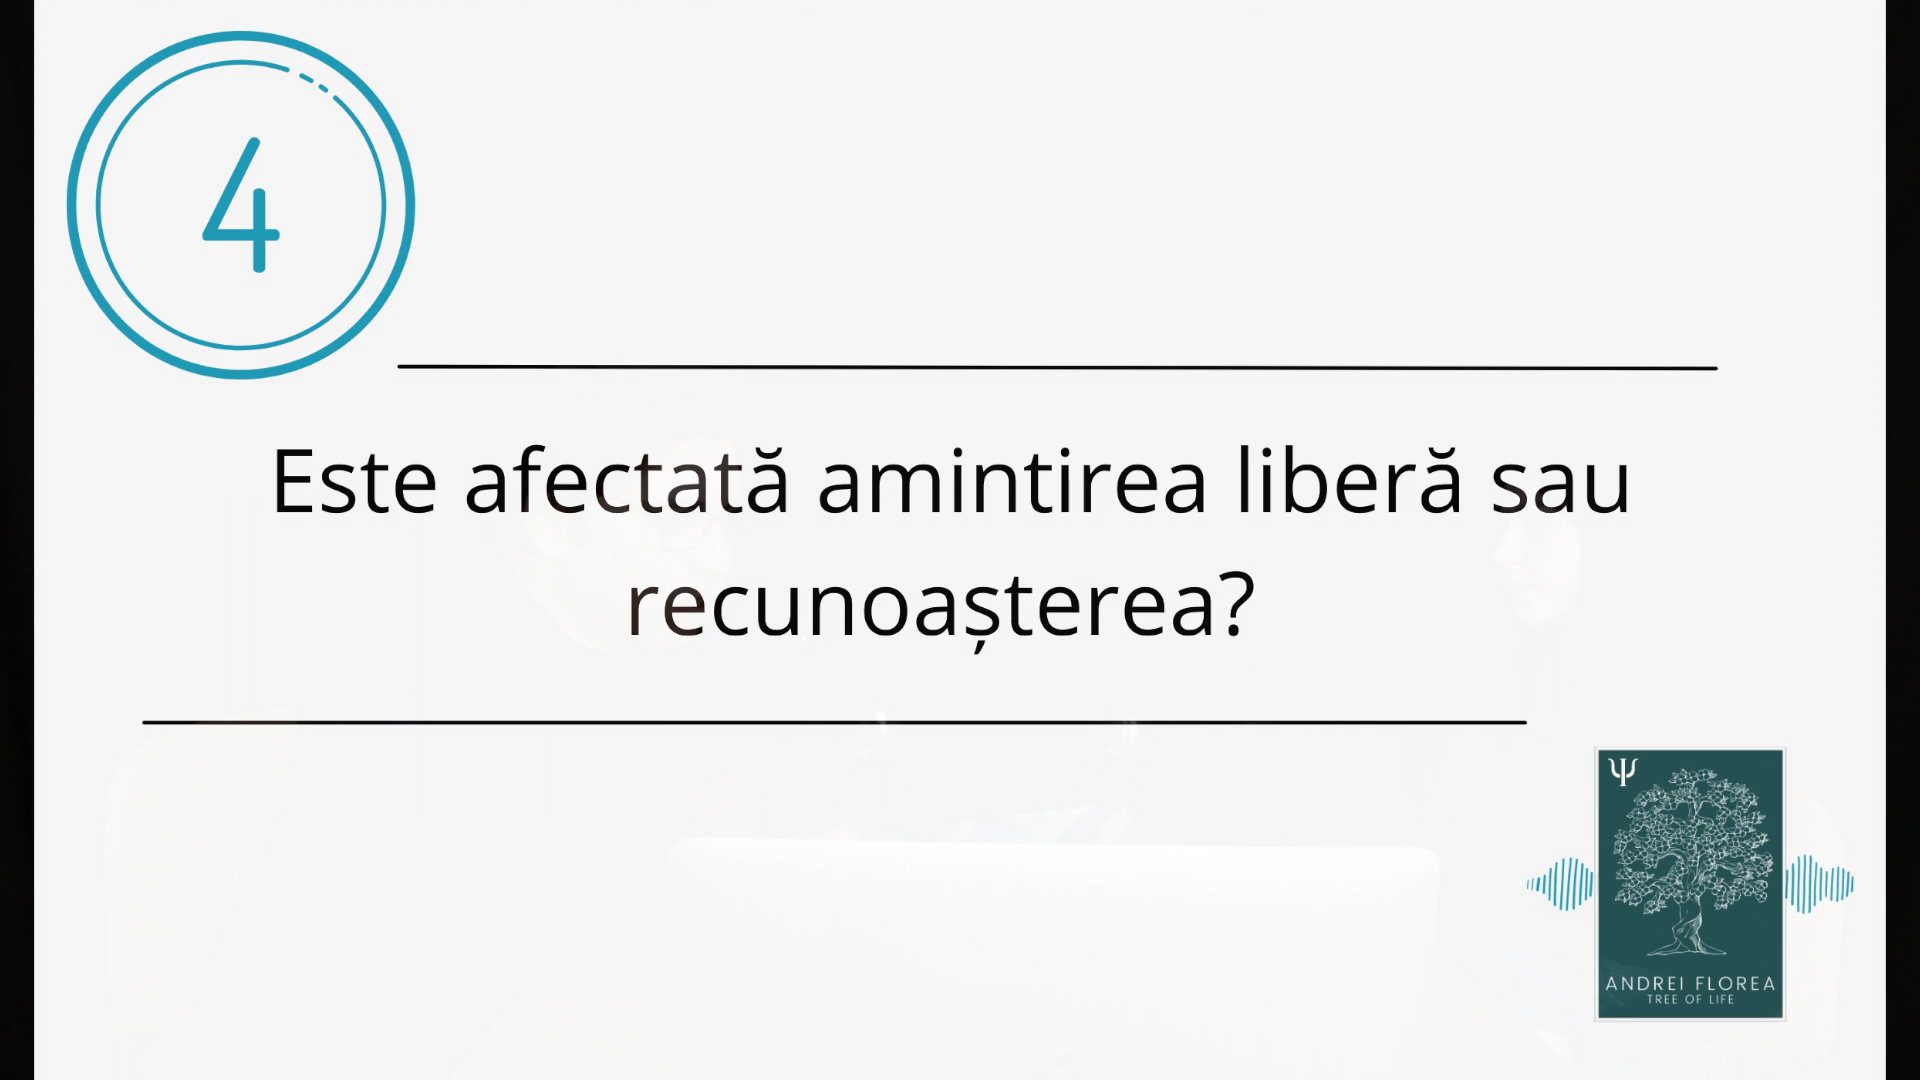 4
Este afectată amintirea liberă sau
recunoașterea?
Ψ
ANDREI FLOREA
TREE OF LIFE